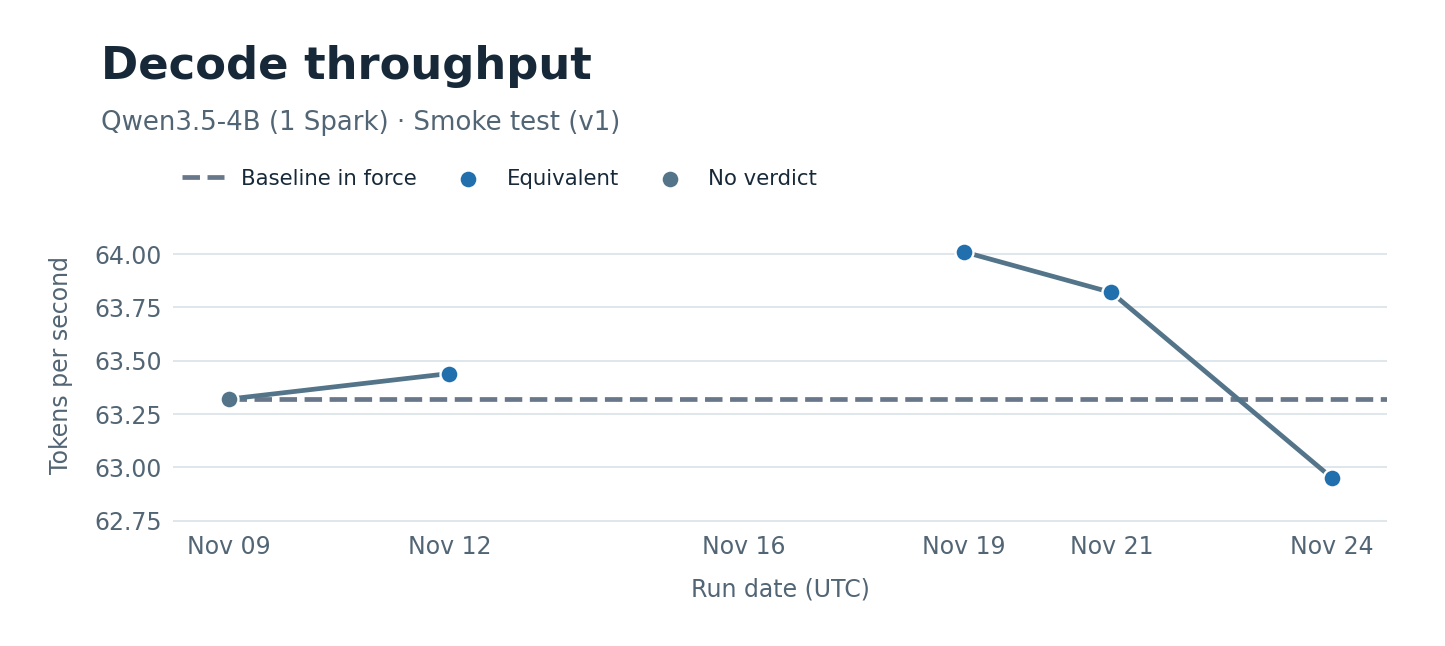 Decode throughput
Qwen3.5-4B (1 Spark) · Smoke test (v1)
Baseline in force Equivalent No verdict
Tokens per second
64.00
63.75
63.50
63.25
63.00
62.75
Nov 09 Nov 12 Nov 16 Nov 19 Nov 21 Nov 24
Run date (UTC)